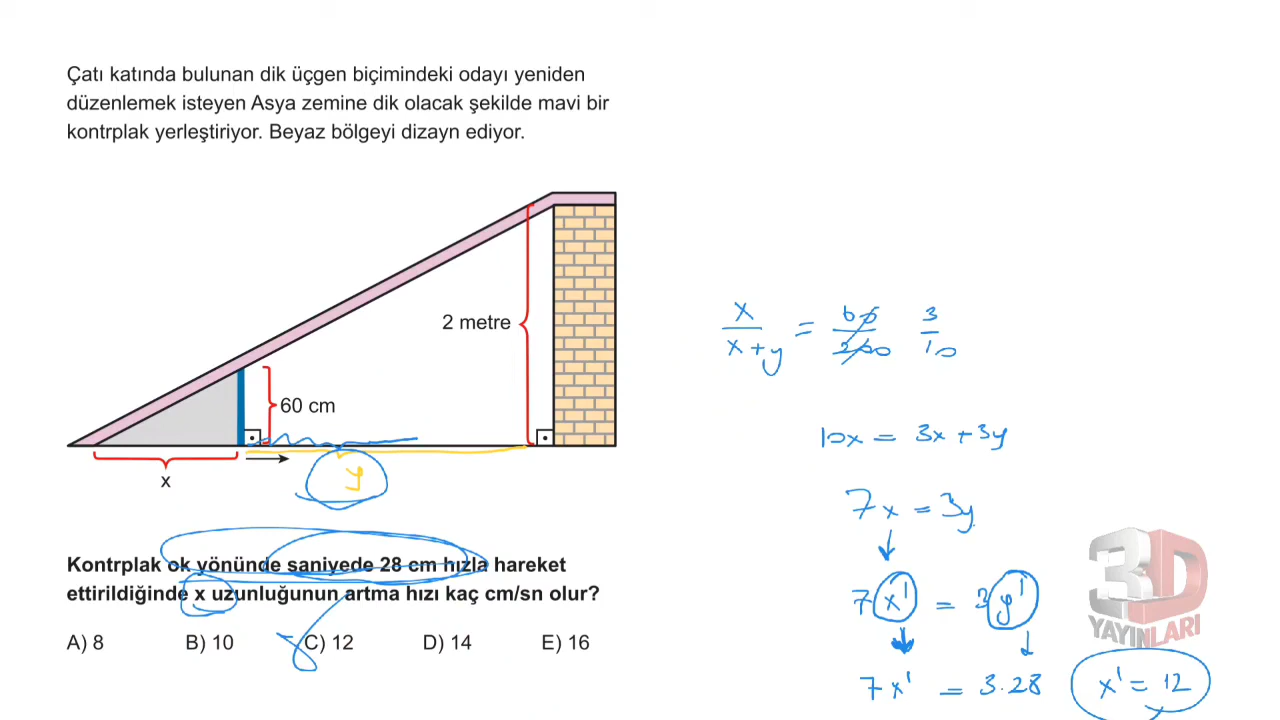 Çatı katında bulunan dik üçgen biçimindeki odayı yeniden
düzenlemek isteyen Asya zemine dik olacak şekilde mavi bir
kontrplak yerleştiriyor. Beyaz bölgeyi dizayn ediyor.
2 metre
60 cm
x
y
Kontrplak ok yönünde saniyede 28 cm hızla hareket
ettirildiğinde x uzunluğunun artma hızı kaç cm/sn olur?
A) 8 B) 10 C) 12 D) 14 E) 16
x/x+y = 60/200 3/10
10x = 3x+3y
7x = 3y
7x' = 3y'
7x' = 3.28
x' = 12
3D
YAYINLARI